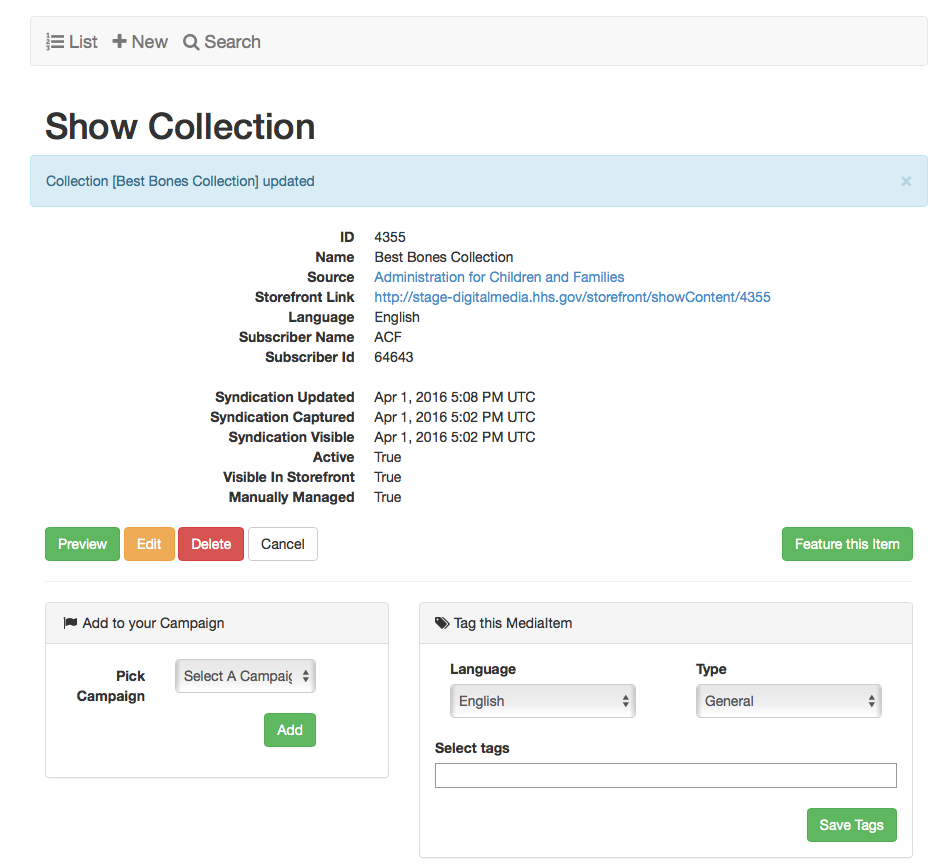 List New Search
Show Collection
Collection [Best Bones Collection] updated ×
ID 4355
Name Best Bones Collection
Source Administration for Children and Families
Storefront Link http://stage-digitalmedia.hhs.gov/storefront/showContent/4355
Language English
Subscriber Name ACF
Subscriber Id 64643
Syndication Updated Apr 1, 2016 5:08 PM UTC
Syndication Captured Apr 1, 2016 5:02 PM UTC
Syndication Visible Apr 1, 2016 5:02 PM UTC
Active True
Visible In Storefront True
Manually Managed True
Preview Edit Delete Cancel Feature this Item
Add to your Campaign
Pick Campaign
Select A Campaig
Add
Tag this MediaItem
Language Type
English General
Select tags
Save Tags